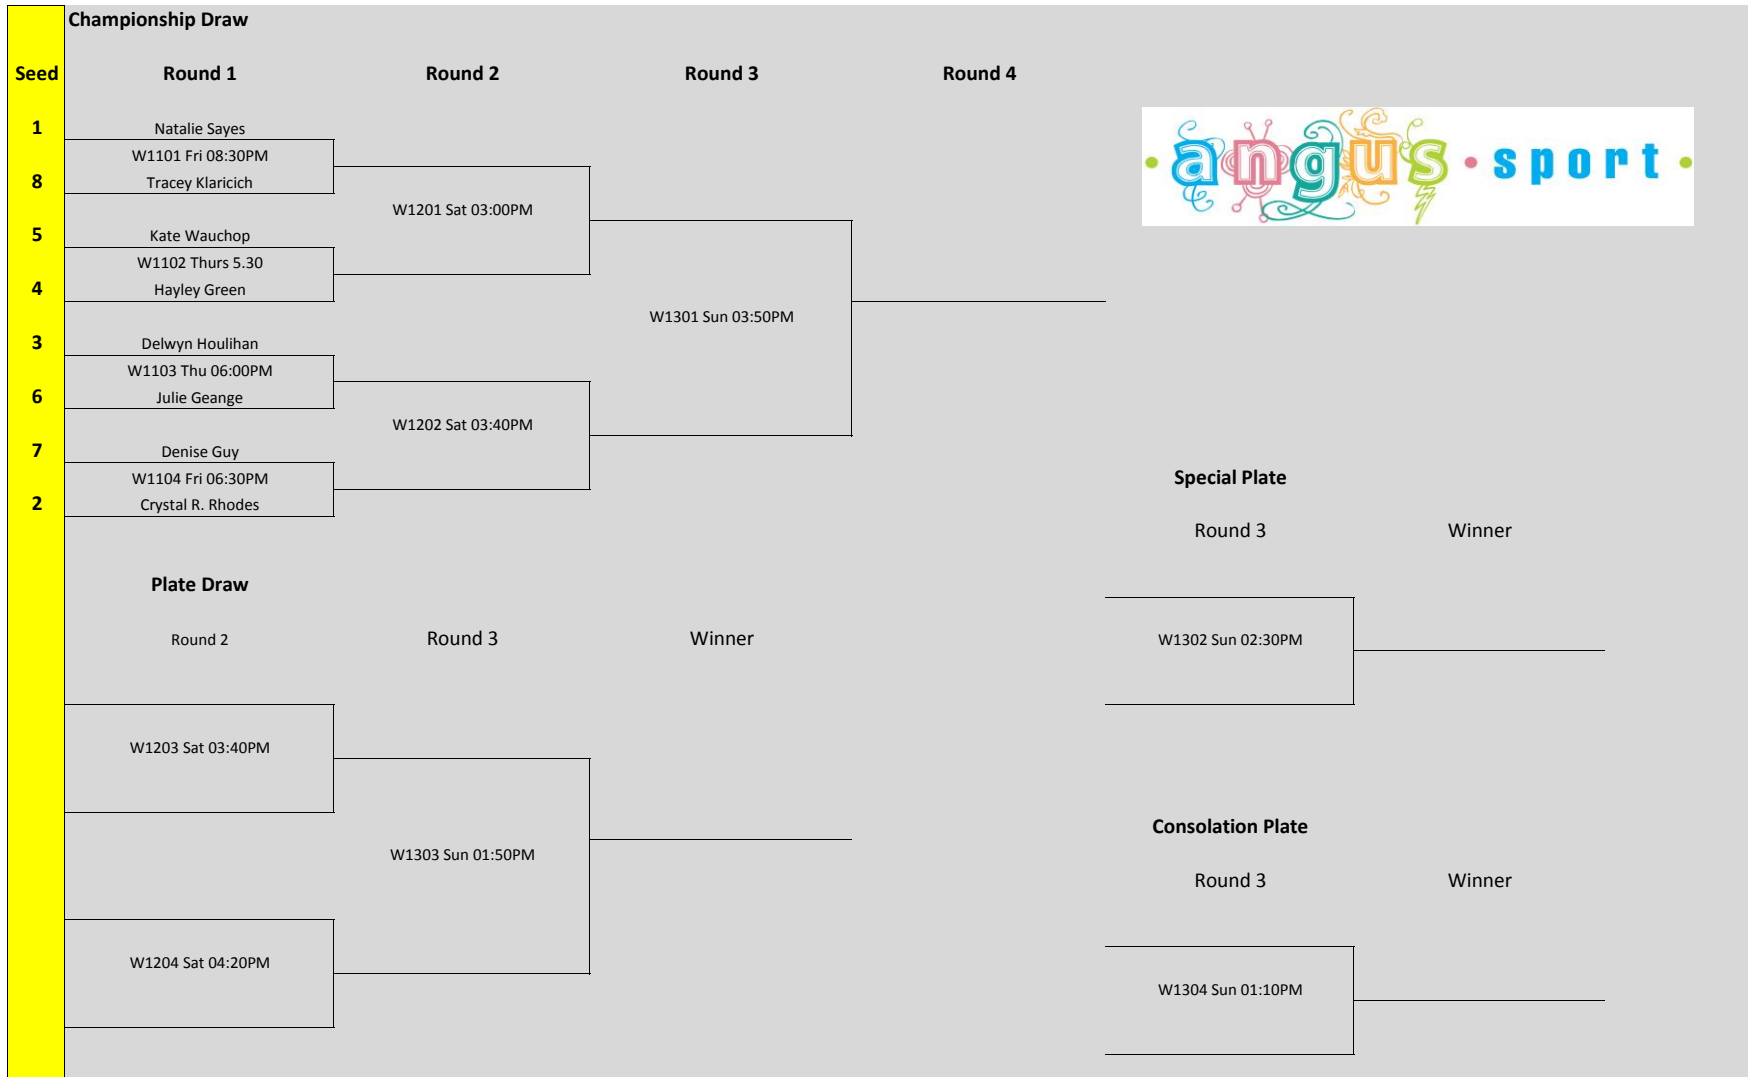 Championship Draw
Seed Round 1 Round 2 Round 3 Round 4
1 Natalie Sayes
W1101 Fri 08:30PM
8 Tracey Klaricich
W1201 Sat 03:00PM
5 Kate Wauchop
W1102 Thurs 5.30
4 Hayley Green
W1301 Sun 03:50PM
3 Delwyn Houlihan
W1103 Thu 06:00PM
6 Julie Geange
W1202 Sat 03:40PM
7 Denise Guy
W1104 Fri 06:30PM
2 Crystal R. Rhodes
angus • sport
Special Plate
Round 3 Winner
W1302 Sun 02:30PM
Plate Draw
Round 2 Round 3 Winner
W1203 Sat 03:40PM
W1303 Sun 01:50PM
W1204 Sat 04:20PM
Consolation Plate
Round 3 Winner
W1304 Sun 01:10PM